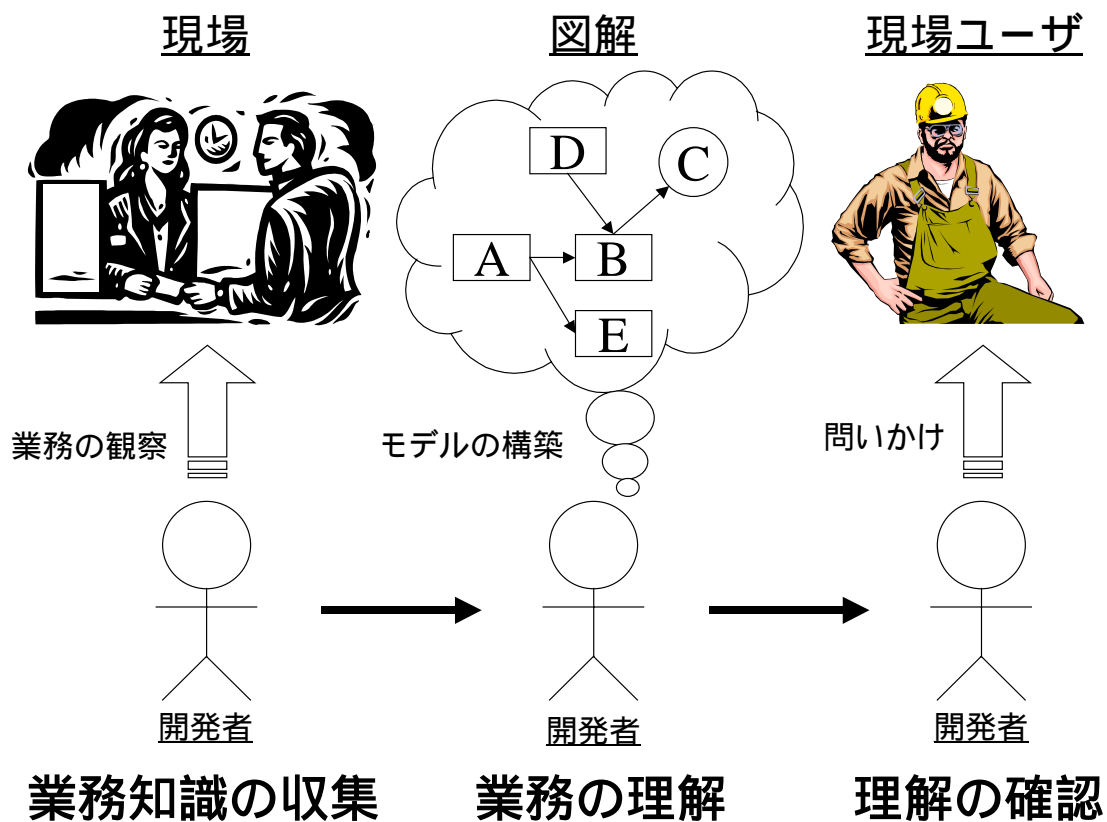 現場
図解
現場ユーザ
D
C
A
B
E
業務の観察
モデルの構築
問いかけ
開発者
開発者
開発者
業務知識の収集
業務の理解
理解の確認